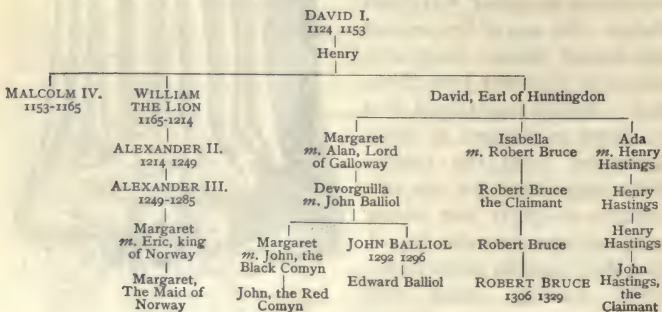 DAVID I.
1124 1153
Henry
MALCOLM IV.
1153-1165
WILLIAM
THE LION
1165-1214
ALEXANDER II.
1214 1249
ALEXANDER III.
1249-1285
Margaret
m. Eric, king
of Norway
Margaret,
The Maid of
Norway
David, Earl of Huntingdon
Margaret
m. Alan, Lord
of Galloway
Devorguilla
m. John Balliol
Margaret
m. John, the
Black Comyn
John, the Red
Comyn
JOHN BALLIOL
1292 1296
Edward Balliol
Isabella
m. Robert Bruce
Robert Bruce
the Claimant
Robert Bruce
ROBERT BRUCE
1306 1329
Ada
m. Henry
Hastings
Henry
Hastings
Henry
Hastings
John
Hastings,
the
Claimant